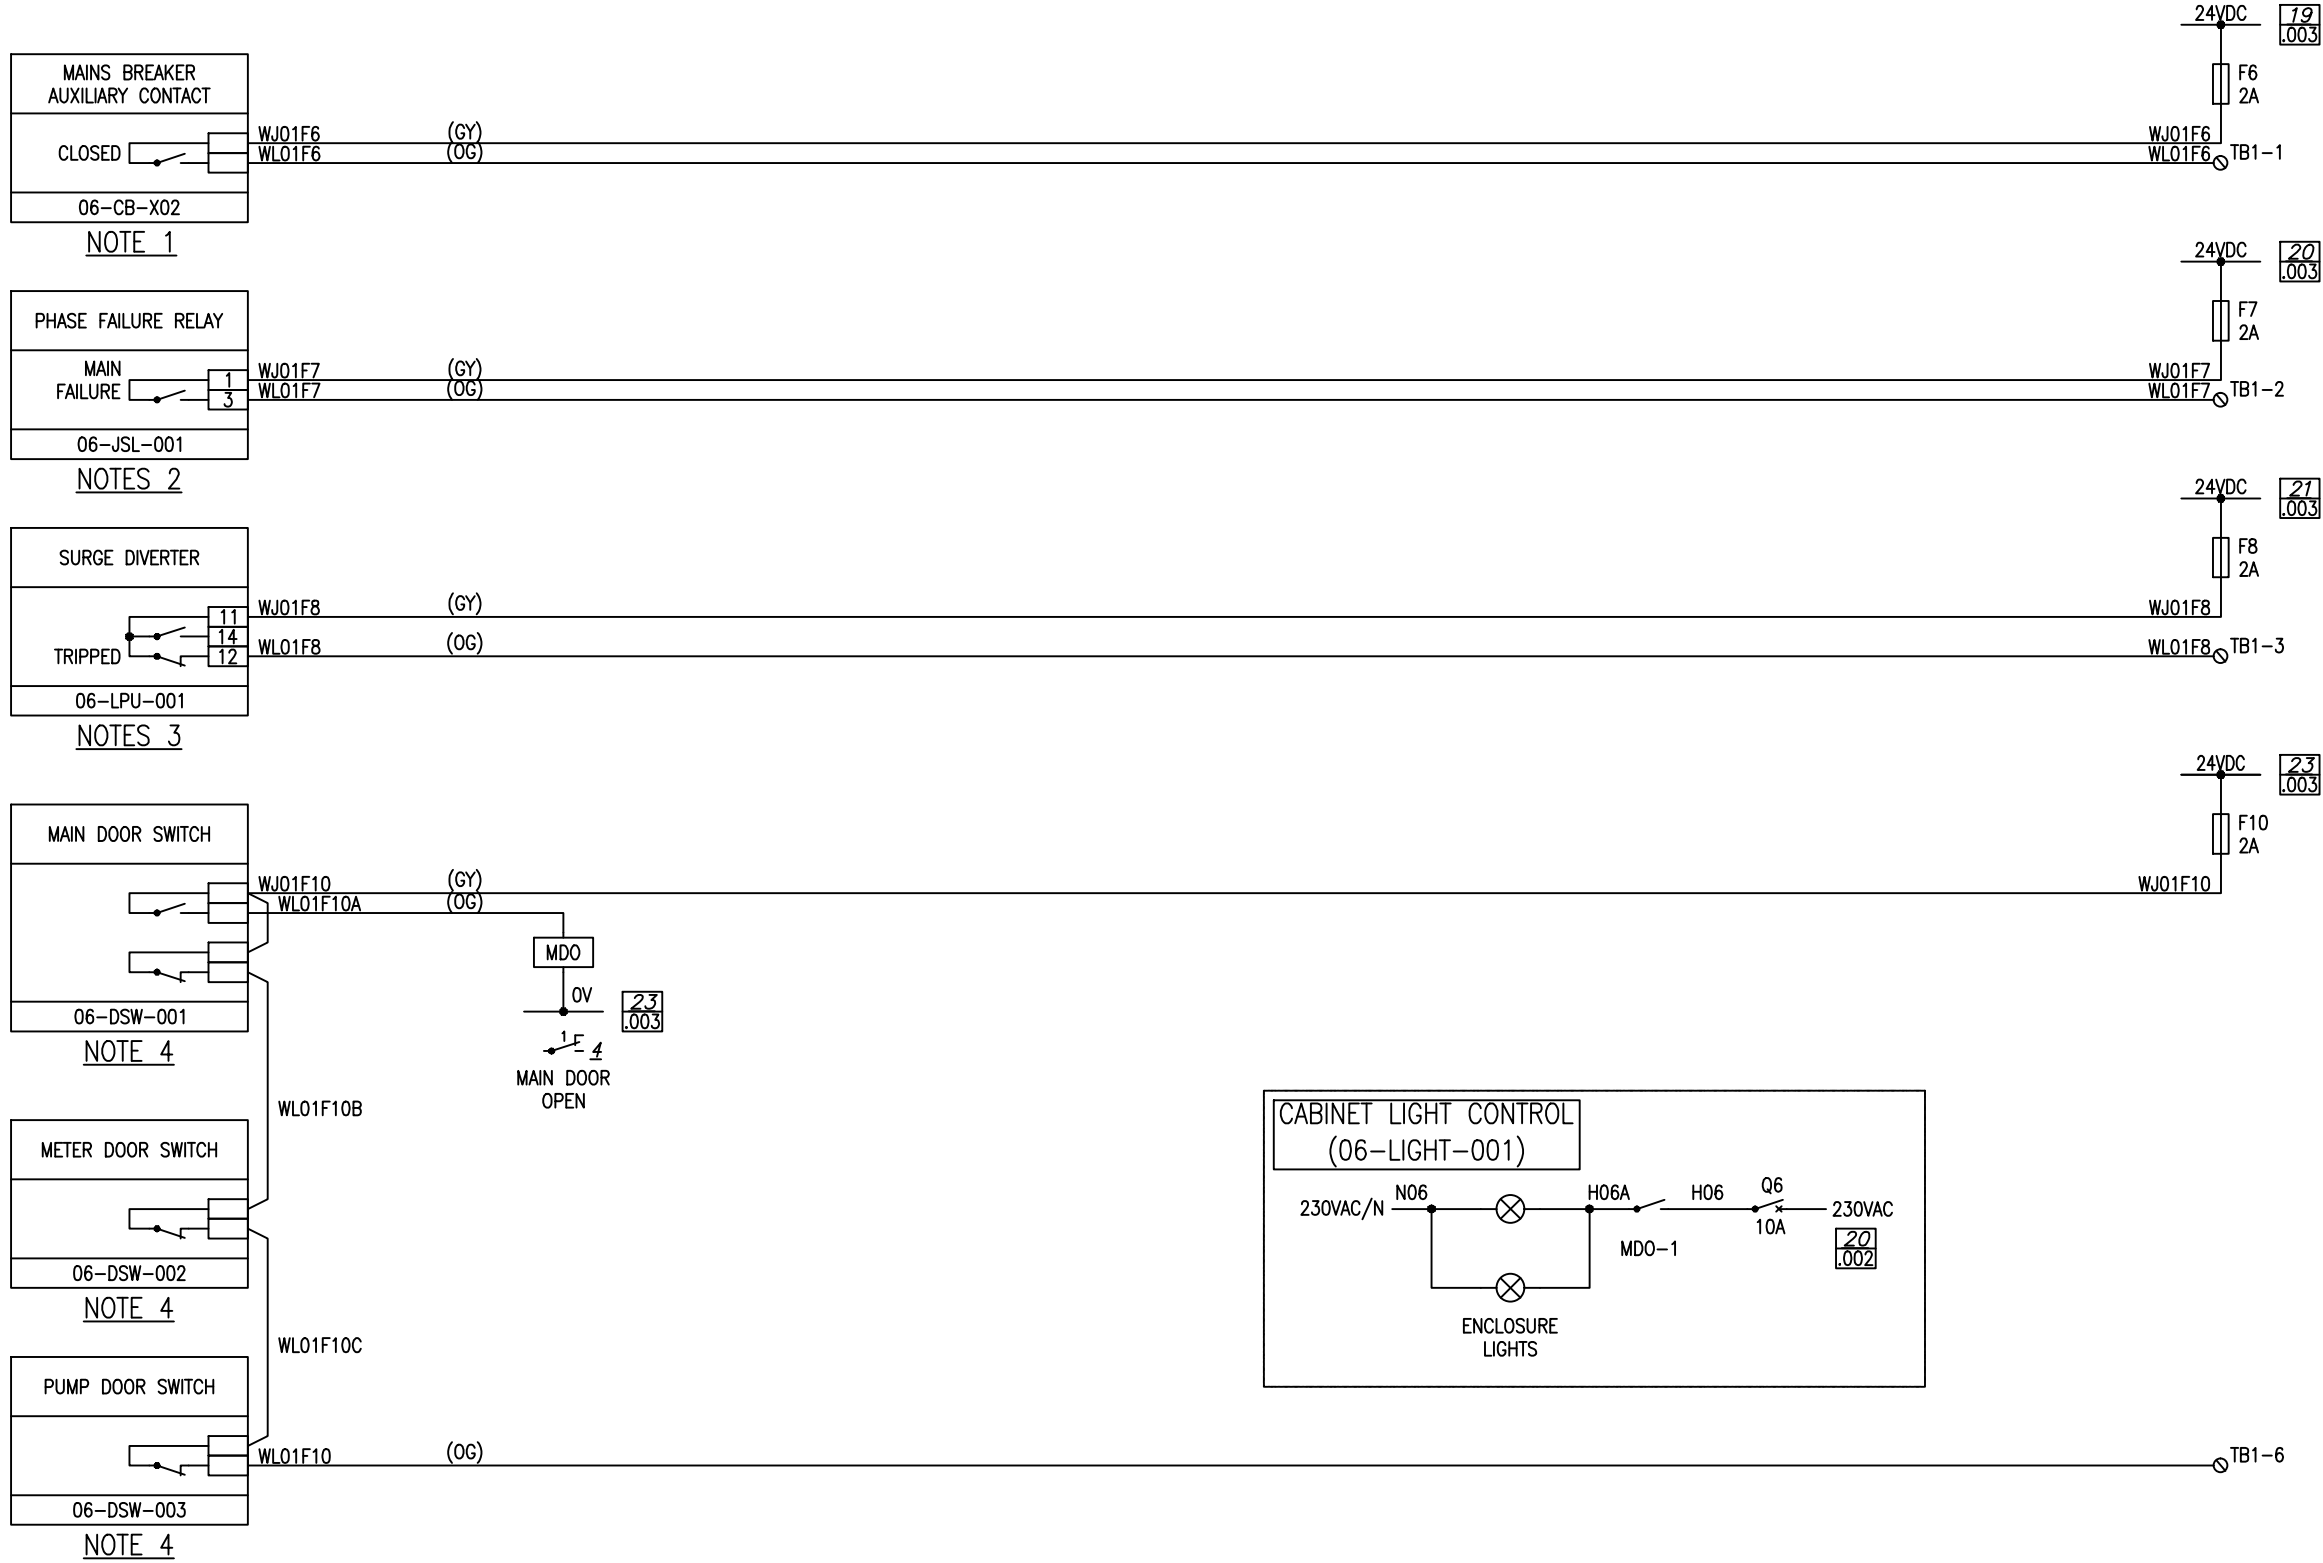 24VDC
19
.003
F6
2A
MAINS BREAKER
AUXILIARY CONTACT
CLOSED
WJ01F6
(GY)
WJ01F6
WL01F6
(OG)
WL01F6
TB1-1
06-CB-X02
NOTE 1
24VDC
20
.003
F7
2A
PHASE FAILURE RELAY
MAIN
FAILURE
1
3
WJ01F7
(GY)
WJ01F7
WL01F7
(OG)
WL01F7
TB1-2
06-JSL-001
NOTES 2
24VDC
21
.003
F8
2A
SURGE DIVERTER
11
14
12
TRIPPED
WJ01F8
(GY)
WJ01F8
WL01F8
(OG)
WL01F8
TB1-3
06-LPU-001
NOTES 3
24VDC
23
.003
F10
2A
MAIN DOOR SWITCH
WJ01F10
(GY)
WJ01F10
WL01F10A
(OG)
MDO
0V
23
.003
1
4
MAIN DOOR
OPEN
06-DSW-001
NOTE 4
WL01F10B
METER DOOR SWITCH
06-DSW-002
NOTE 4
CABINET LIGHT CONTROL
(06-LIGHT-001)
230VAC/N
N06
H06A
MDO-1
H06
Q6
10A
230VAC
20
.002
ENCLOSURE
LIGHTS
WL01F10C
PUMP DOOR SWITCH
WL01F10
(OG)
TB1-6
06-DSW-003
NOTE 4